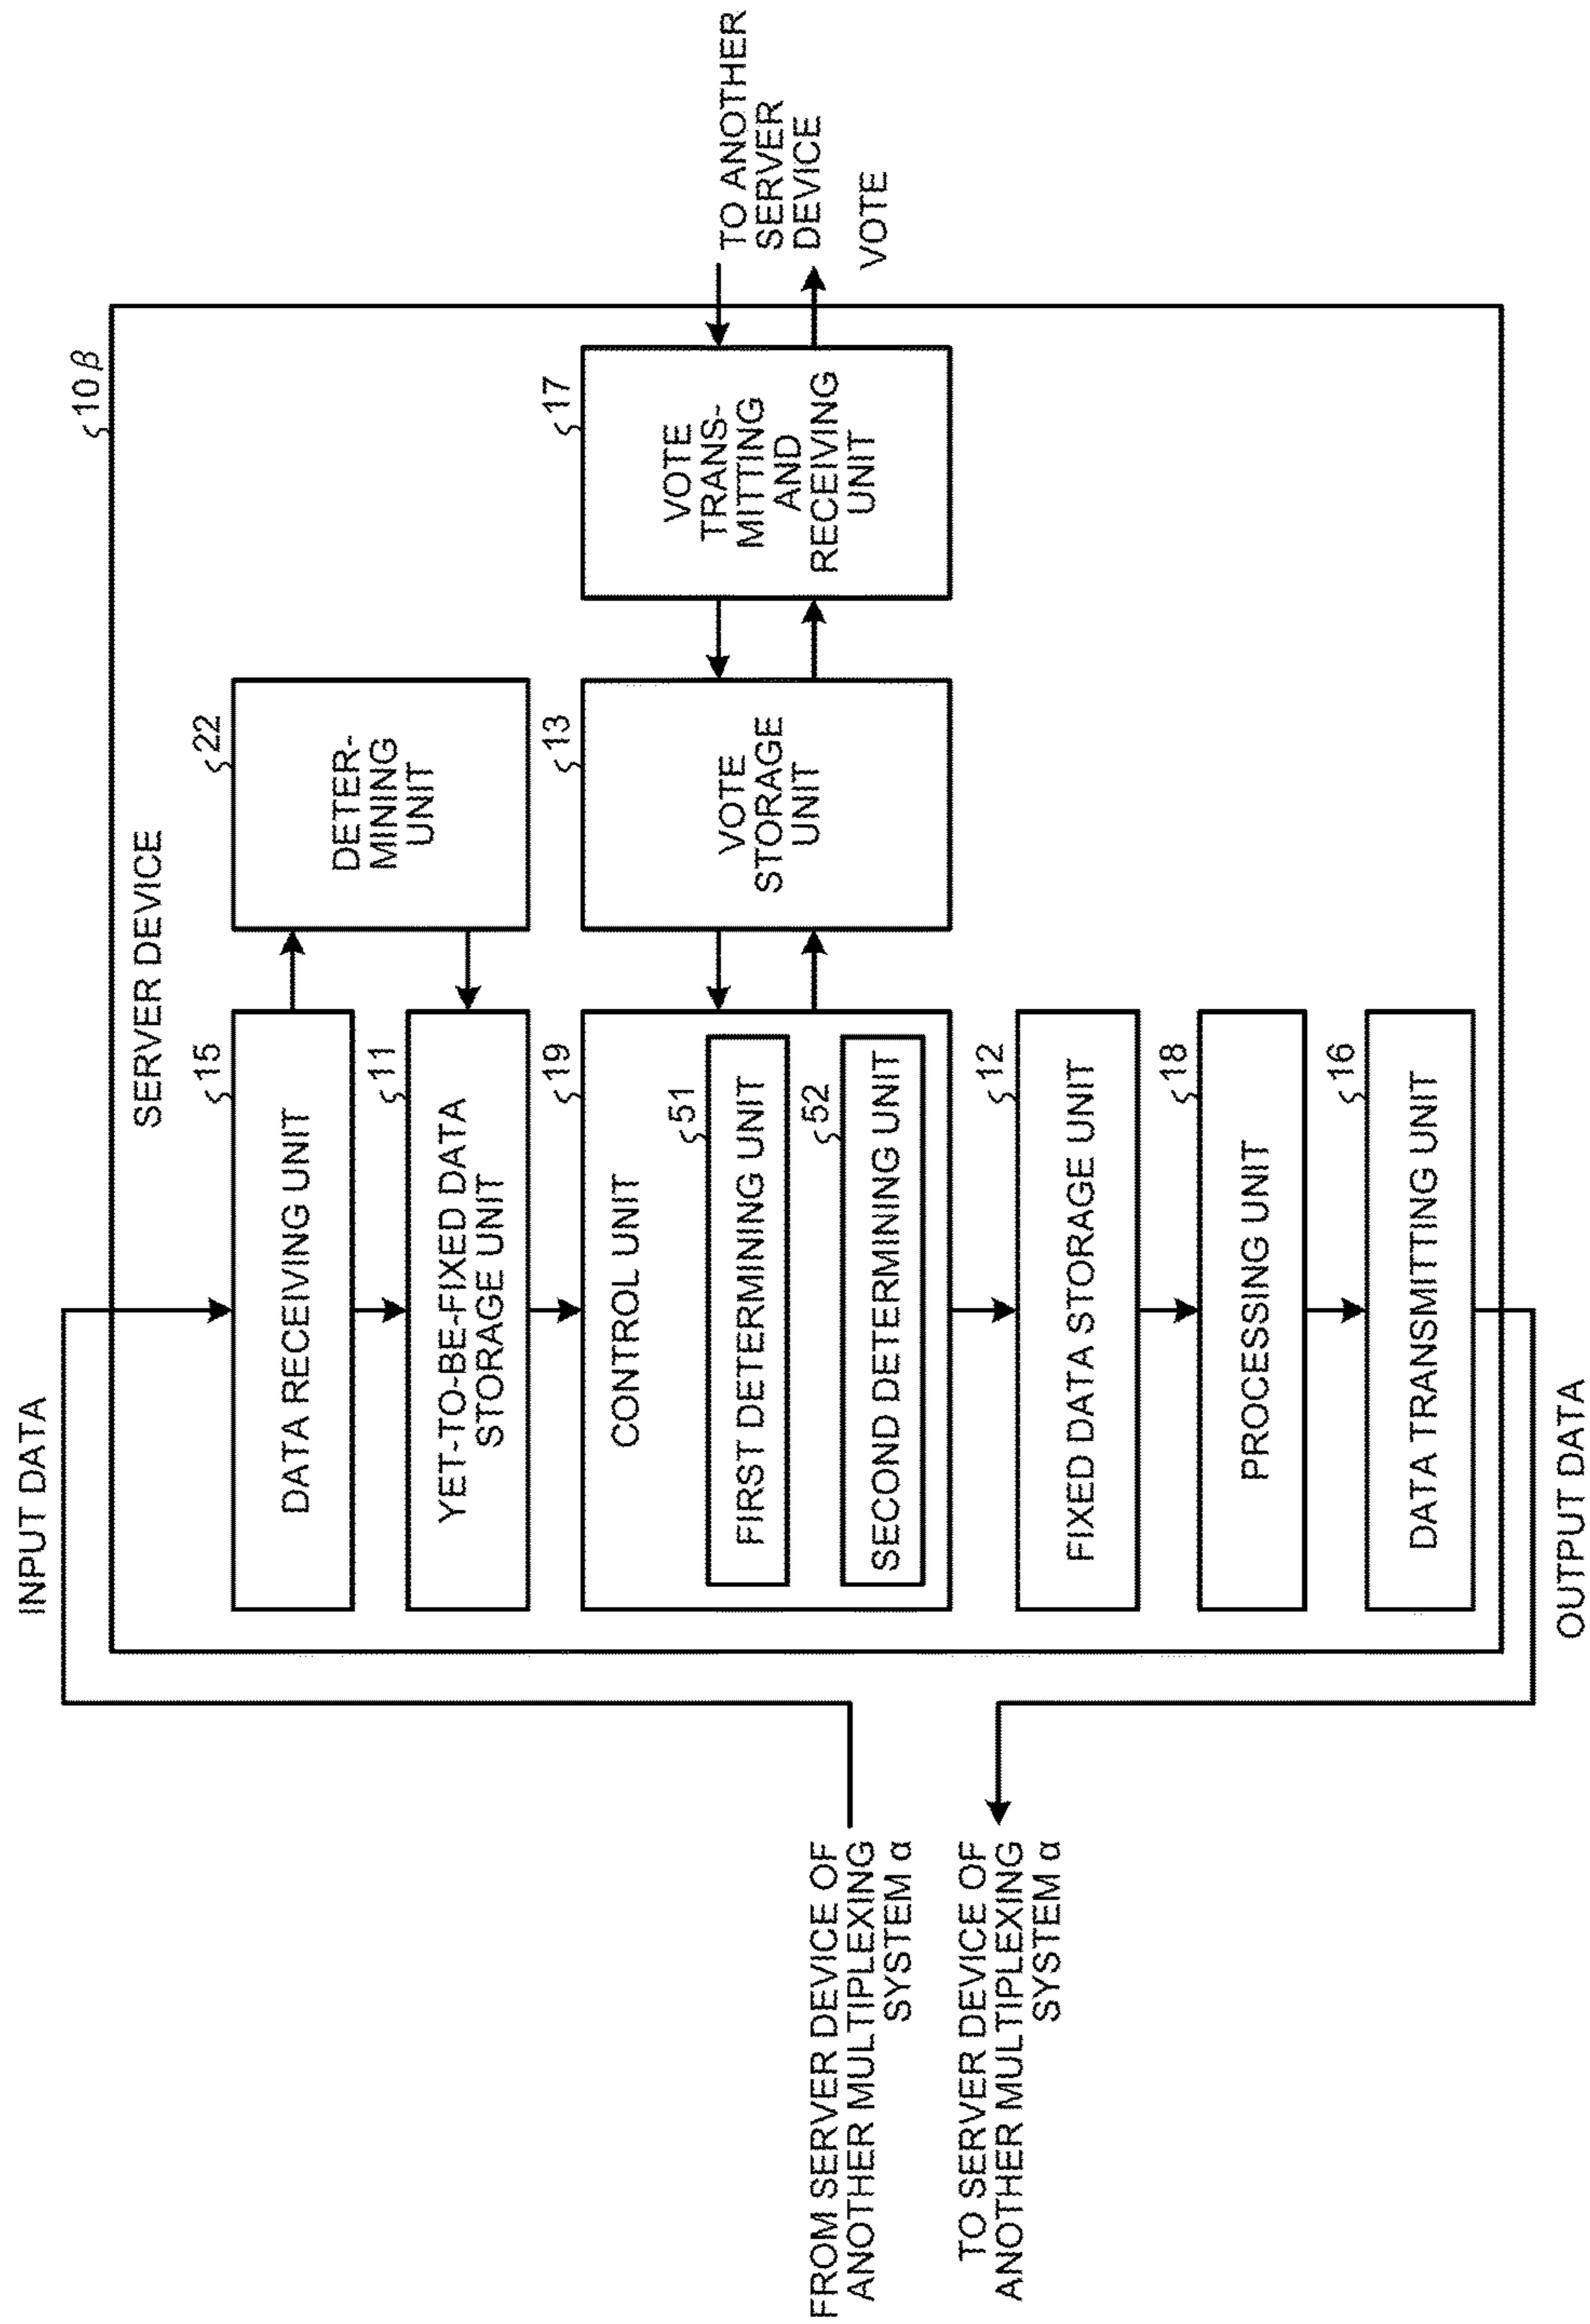 INPUT DATA
10β
SERVER DEVICE
15
DATA RECEIVING UNIT
22
DETER-
MINING
UNIT
11
YET-TO-BE-FIXED DATA
STORAGE UNIT
19
CONTROL UNIT
51
FIRST DETERMINING UNIT
52
SECOND DETERMINING UNIT
13
VOTE
STORAGE
UNIT
17
VOTE
TRANS-
MITTING
AND
RECEIVING
UNIT
TO ANOTHER
SERVER
DEVICE
VOTE
12
FIXED DATA STORAGE UNIT
18
PROCESSING UNIT
16
DATA TRANSMITTING UNIT
OUTPUT DATA
FROM SERVER DEVICE OF
ANOTHER MULTIPLEXING
SYSTEM α
TO SERVER DEVICE OF
ANOTHER MULTIPLEXING
SYSTEM α